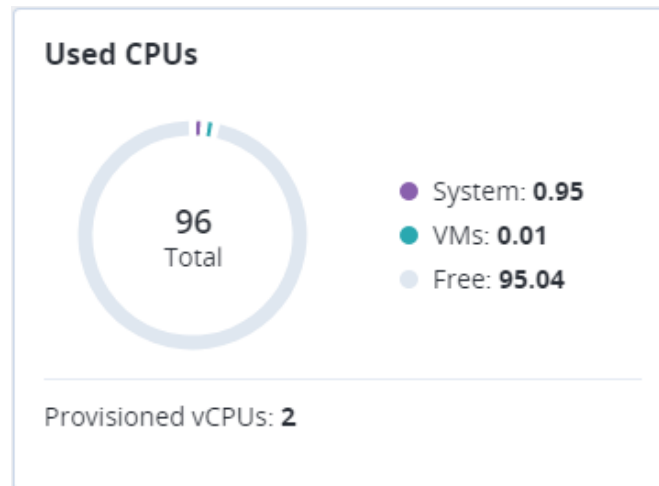 Used CPUs
96
Total
System: 0.95
VMs: 0.01
Free: 95.04
Provisioned vCPUs: 2